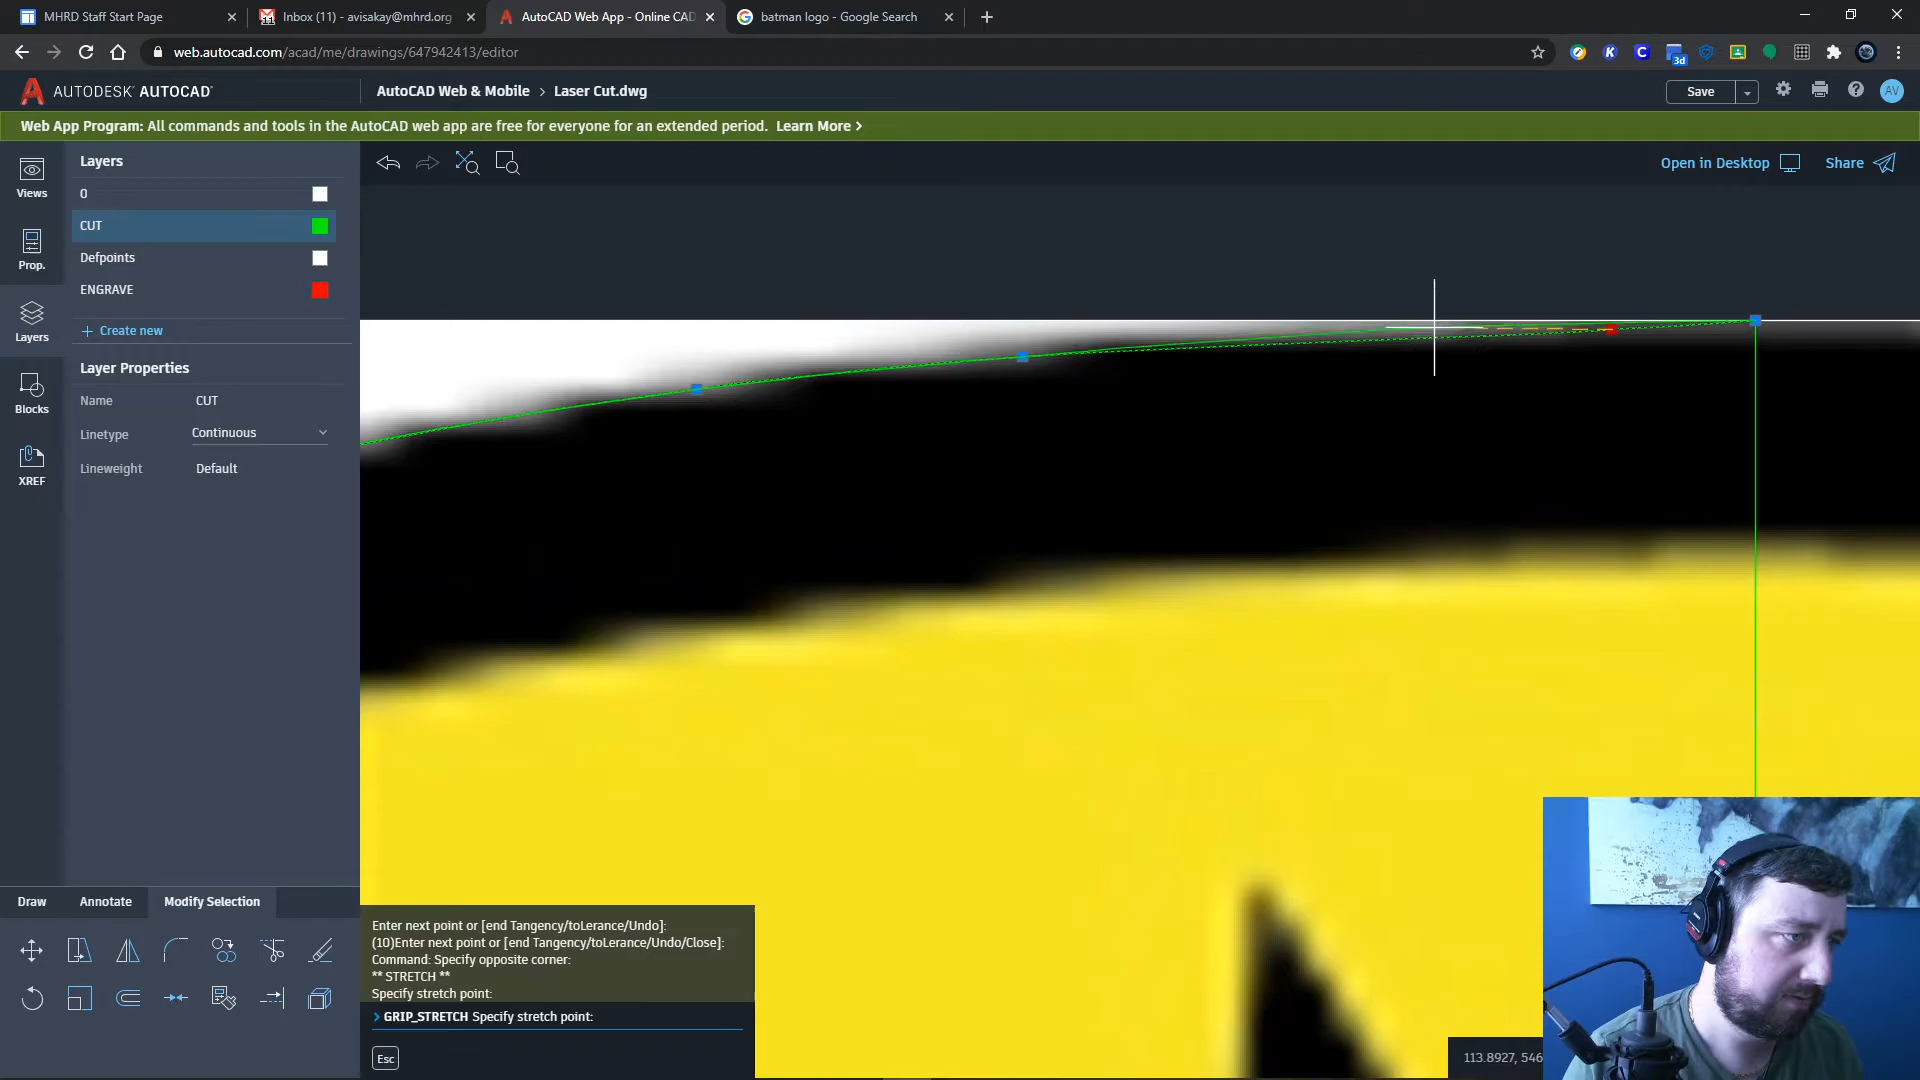 MHRD Staff Start Page
11
Inbox (11) - avisakay@mhrd.org
AutoCAD Web App - Online CAD
batman logo - Google Search
web.autocad.com/acad/me/drawings/647942413/editor
K
C
3d
AUTODESK® AUTOCAD®
AutoCAD Web & Mobile > Laser Cut.dwg
Save
AV
Web App Program: All commands and tools in the AutoCAD web app are free for everyone for an extended period. Learn More >
Views
Prop.
Layers
Blocks
XREF
Layers
0
CUT
Defpoints
ENGRAVE
+ Create new
Layer Properties
Name CUT
Linetype Continuous
Lineweight Default
Open in Desktop
Share
Draw Annotate Modify Selection
Enter next point or [end Tangency/toLerance/Undo]:
(10)Enter next point or [end Tangency/toLerance/Undo/Close]:
Command: Specify opposite corner:
** STRETCH **
Specify stretch point:
> GRIP_STRETCH Specify stretch point:
Esc
113.8927, 546